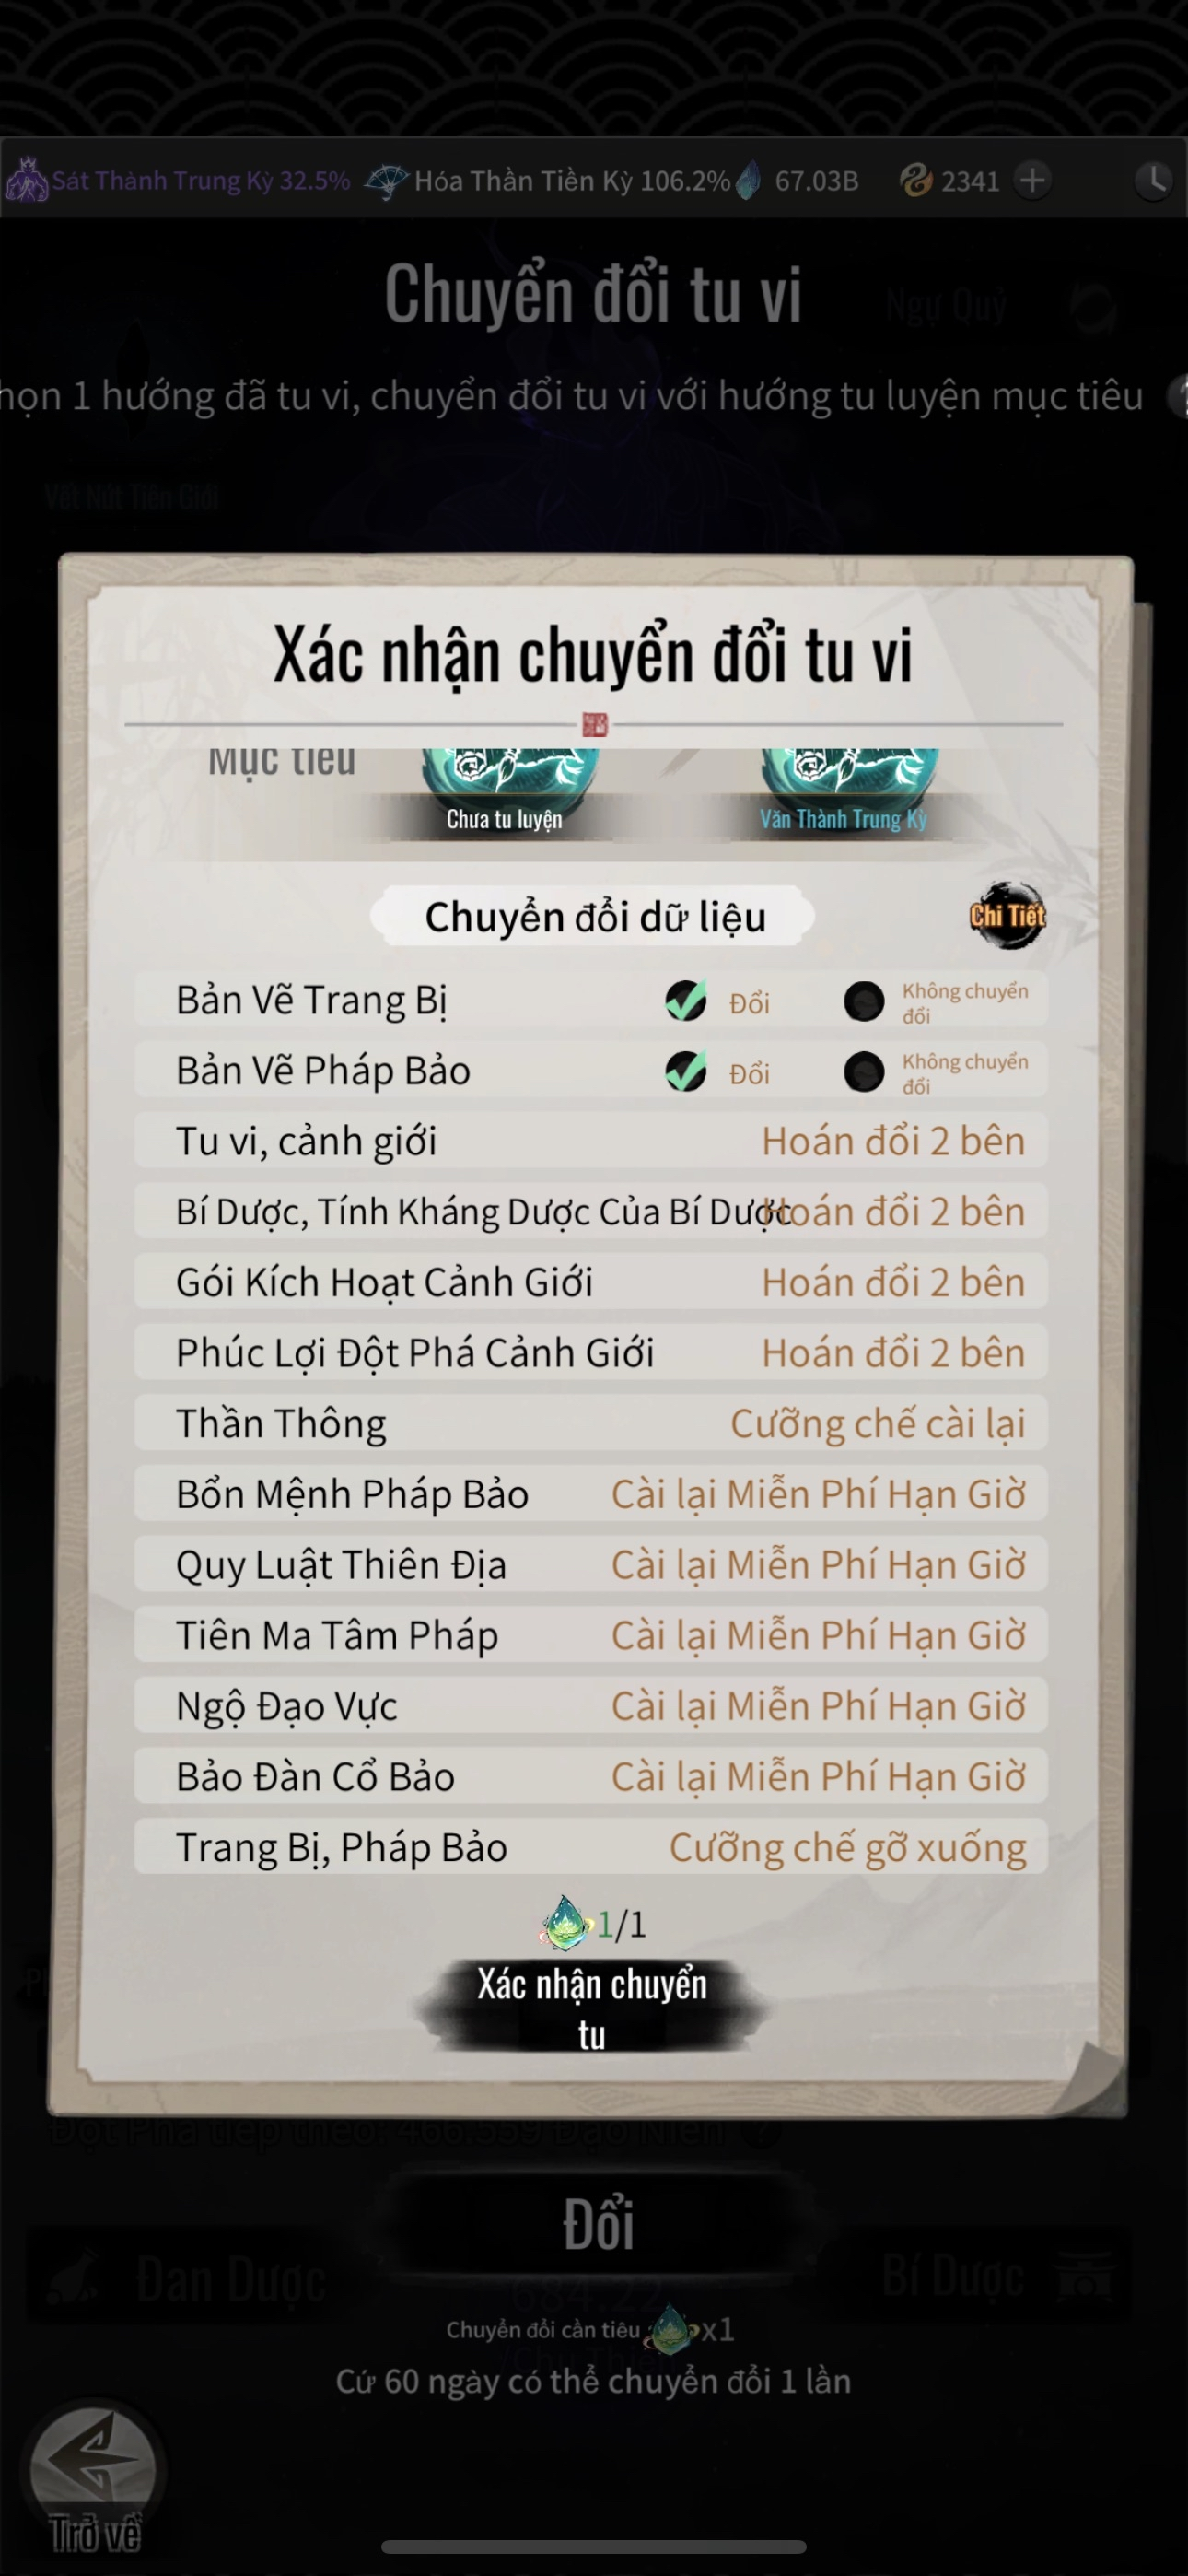 Sát Thành Trung Kỳ 32.5% Hóa Thần Tiền Kỳ 106.2% 67.03B 2341
Chuyển đổi tu vi
Ngự Quỷ
họn 1 hướng đã tu vi, chuyển đổi tu vi với hướng tu luyện mục tiêu ?
Vết Nứt Tiên Giới
Xác nhận chuyển đổi tu vi
Mục tiêu
Chưa tu luyện
Văn Thành Trung Kỳ
Chuyển đổi dữ liệu
Chi Tiết
Bản Vẽ Trang Bị Đổi Không chuyển
đổi
Bản Vẽ Pháp Bảo Đổi Không chuyển
đổi
Tu vi, cảnh giới Hoán đổi 2 bên
Bí Dược, Tính Kháng Dược Của Bí Dược Hoán đổi 2 bên
Gói Kích Hoạt Cảnh Giới Hoán đổi 2 bên
Phúc Lợi Đột Phá Cảnh Giới Hoán đổi 2 bên
Thần Thông Cưỡng chế cài lại
Bổn Mệnh Pháp Bảo Cài lại Miễn Phí Hạn Giờ
Quy Luật Thiên Địa Cài lại Miễn Phí Hạn Giờ
Tiên Ma Tâm Pháp Cài lại Miễn Phí Hạn Giờ
Ngộ Đạo Vực Cài lại Miễn Phí Hạn Giờ
Bảo Đàn Cổ Bảo Cài lại Miễn Phí Hạn Giờ
Trang Bị, Pháp Bảo Cưỡng chế gỡ xuống
1/1
Xác nhận chuyển
tu
Đột Phá tiếp theo: 466.559 Đạo Niên
Đổi
Đan Dược
Bí Dược
684.22
Chuyển đổi cần tiêu x1
Cứ 60 ngày có thể chuyển đổi 1 lần
Trở về